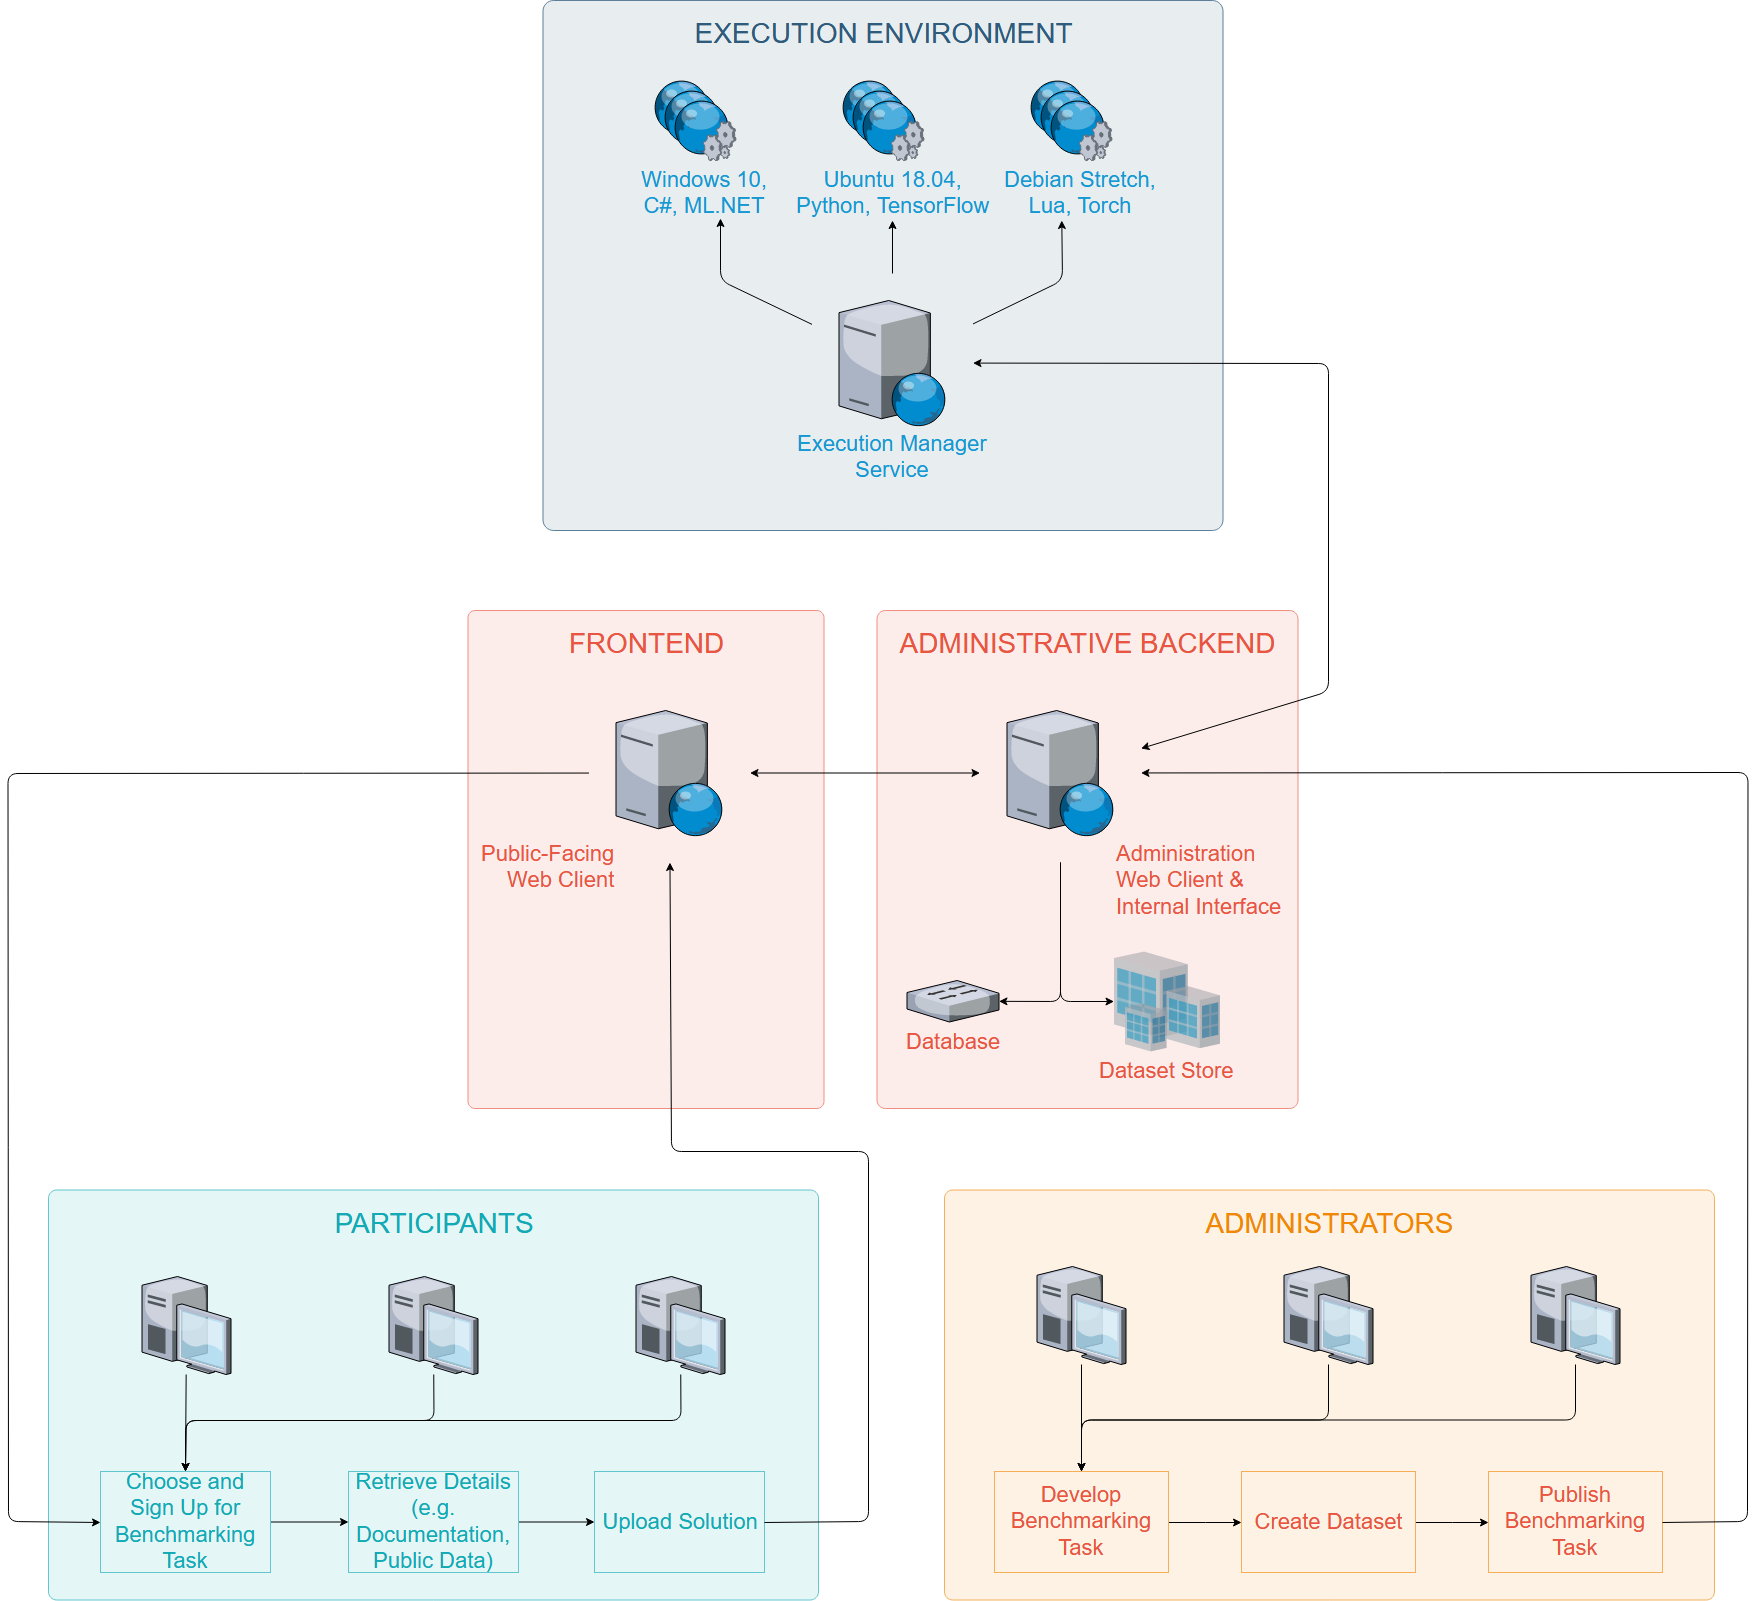 EXECUTION ENVIRONMENT
Windows 10,
C#, ML.NET
Ubuntu 18.04,
Python, TensorFlow
Debian Stretch,
Lua, Torch
Execution Manager
Service
FRONTEND
Public-Facing
Web Client
ADMINISTRATIVE BACKEND
Administration
Web Client &
Internal Interface
Database
Dataset Store
PARTICIPANTS
Choose and
Sign Up for
Benchmarking
Task
Retrieve Details
(e.g.
Documentation,
Public Data)
Upload Solution
ADMINISTRATORS
Develop
Benchmarking
Task
Create Dataset
Publish
Benchmarking
Task